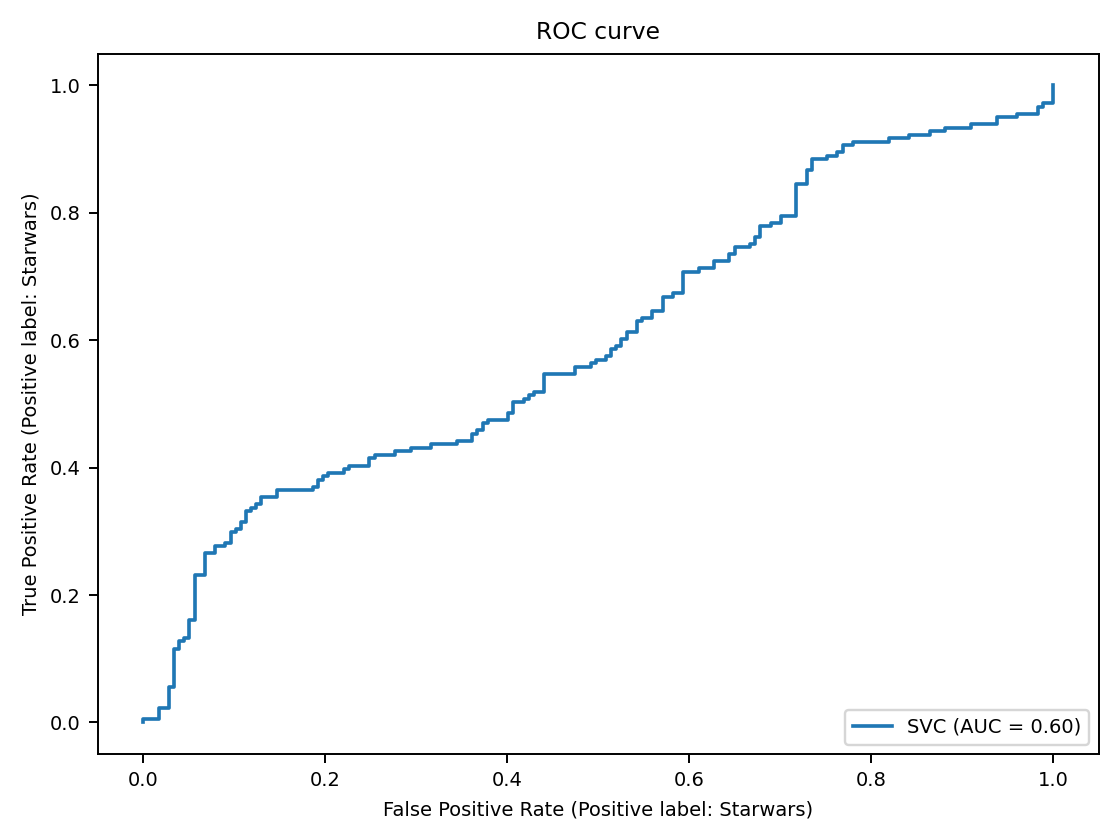 ROC curve
True Positive Rate (Positive label: Starwars)
1.0
0.8
0.6
0.4
0.2
0.0
0.0 0.2 0.4 0.6 0.8 1.0
SVC (AUC = 0.60)
False Positive Rate (Positive label: Starwars)